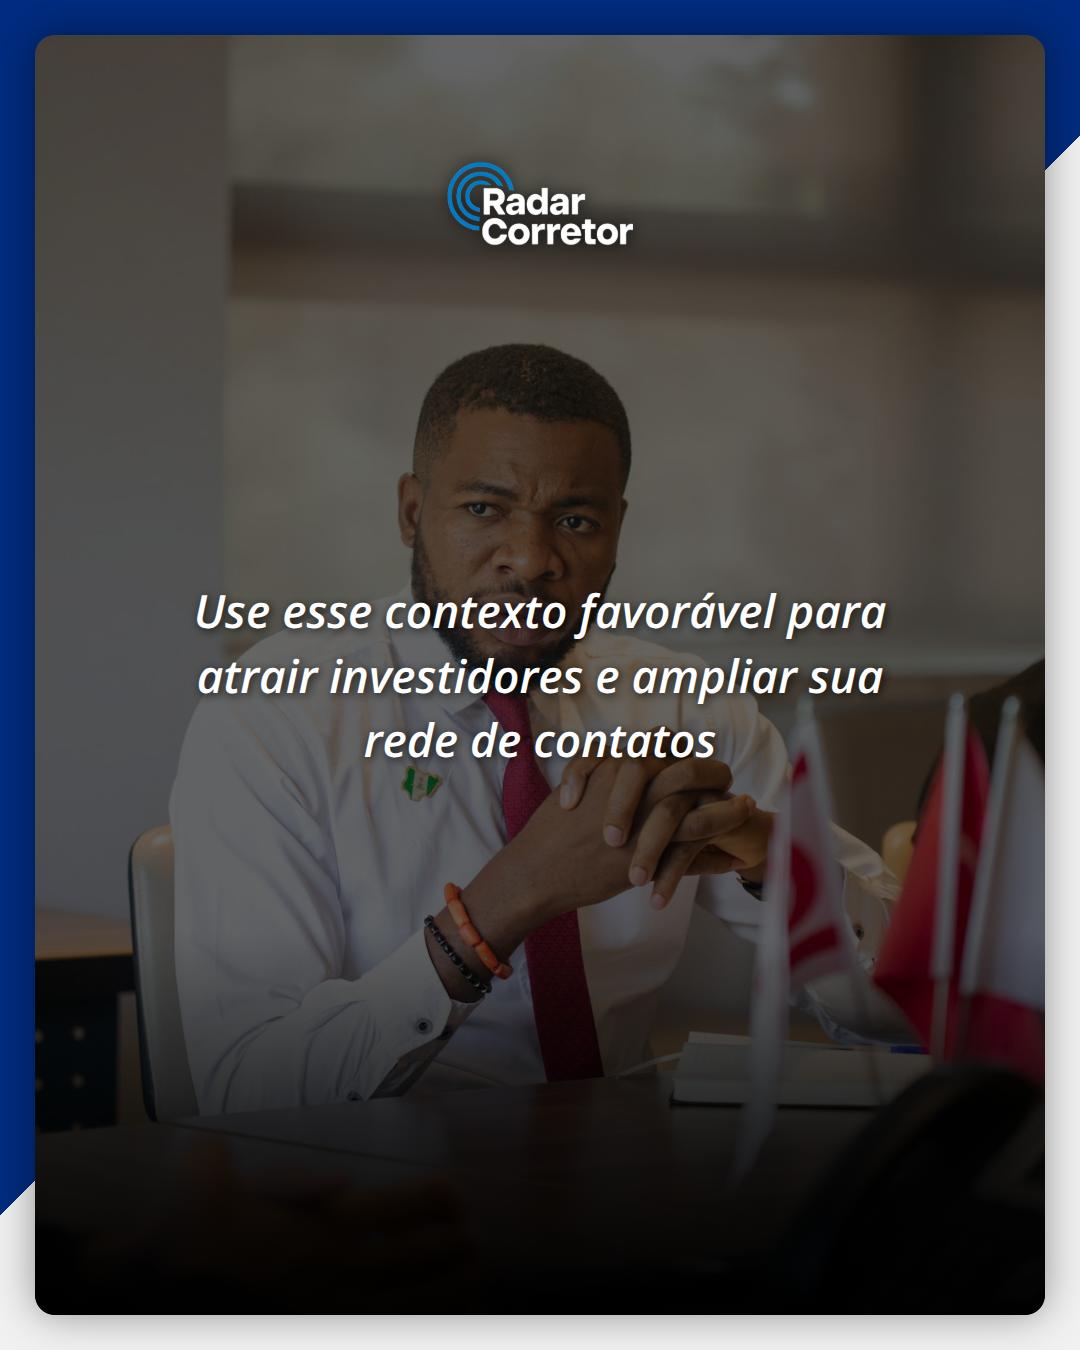 Radar
Corretor
Use esse contexto favorável para
atrair investidores e ampliar sua
rede de contatos